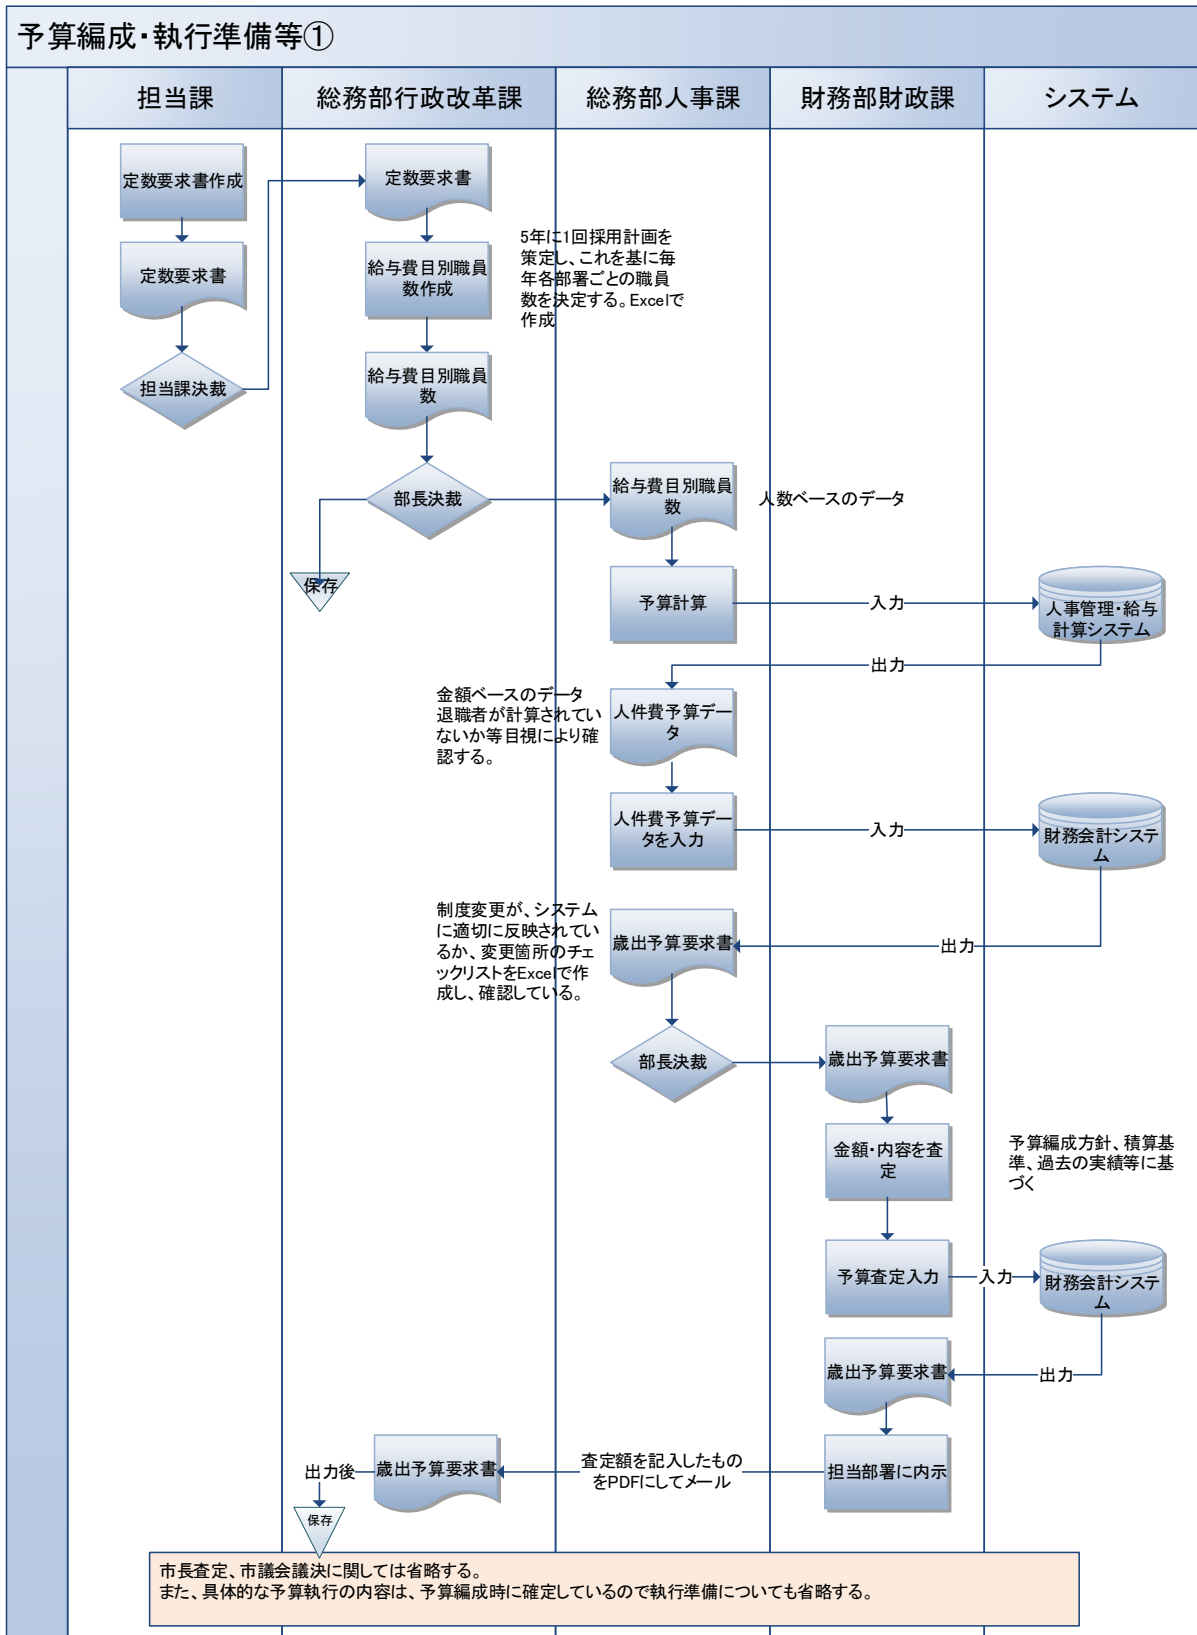 予算編成・執行準備等①
担当課
総務部行政改革課
総務部人事課
財務部財政課
システム
定数要求書作成
定数要求書
担当課決裁
定数要求書
給与費目別職員
数作成
5年に1回採用計画を
策定し、これを基に毎
年各部署ごとの職員
数を決定する。Excelで
作成
給与費目別職員
数
部長決裁
保存
給与費目別職員
数
人数ベースのデータ
予算計算
入力
人事管理・給与
計算システム
出力
金額ベースのデータ
退職者が計算されてい
ないか等目視により確
認する。
人件費予算デー
タ
人件費予算デー
タを入力
入力
財務会計システ
ム
制度変更が、システム
に適切に反映されてい
るか、変更箇所のチェ
ックリストをExcelで作
成し、確認している。
歳出予算要求書
出力
部長決裁
歳出予算要求書
金額・内容を査
定
予算編成方針、積算基
準、過去の実績等に基
づく
予算査定入力
入力
財務会計システ
ム
歳出予算要求書
出力
担当部署に内示
査定額を記入したもの
をPDFにしてメール
歳出予算要求書
出力後
保存
市長査定、市議会議決に関しては省略する。
また、具体的な予算執行の内容は、予算編成時に確定しているので執行準備についても省略する。